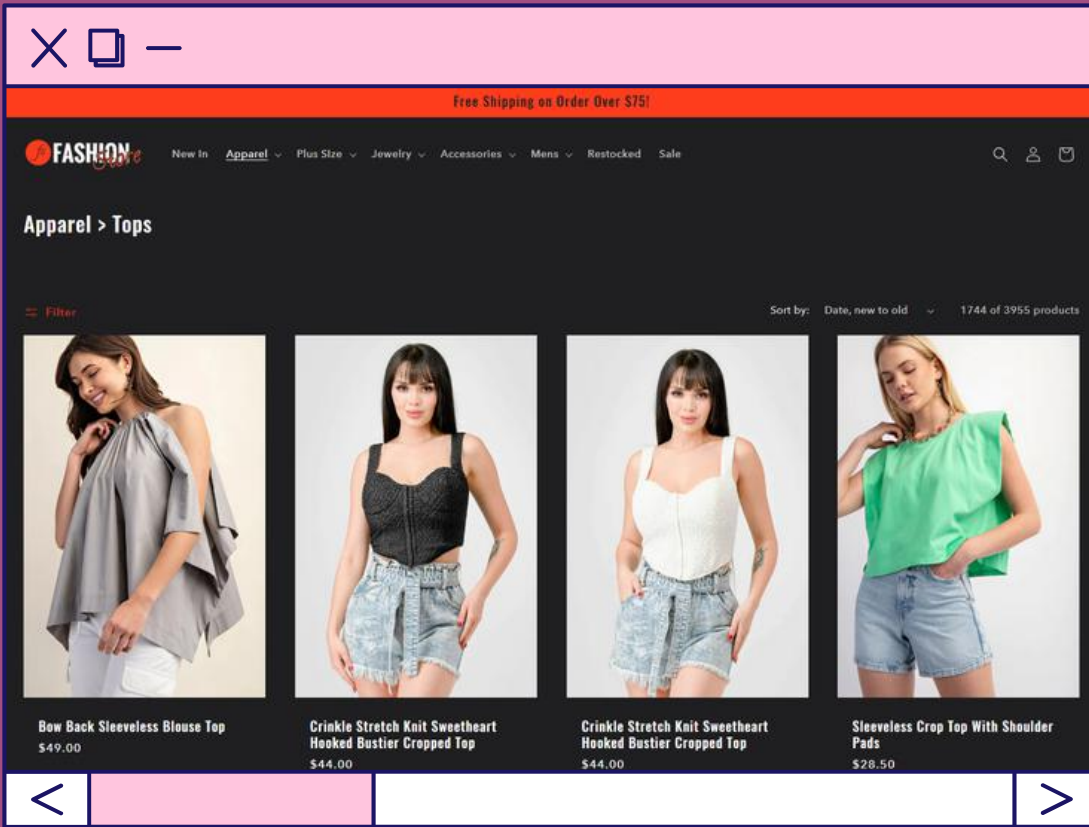 Free Shipping on Order Over $75!
FASHION Store
New In Apparel Plus SIze Jewelry Accessories Mens Restocked Sale
Apparel > Tops
Filter
Sort by: Date, new to old 1744 of 3955 products
Bow Back Sleeveless Blouse Top
$49.00
Crinkle Stretch Knit Sweetheart
Hooked Bustier Cropped Top
$44.00
Crinkle Stretch Knit Sweetheart
Hooked Bustier Cropped Top
$44.00
Sleeveless Crop Top With Shoulder
Pads
$28.50